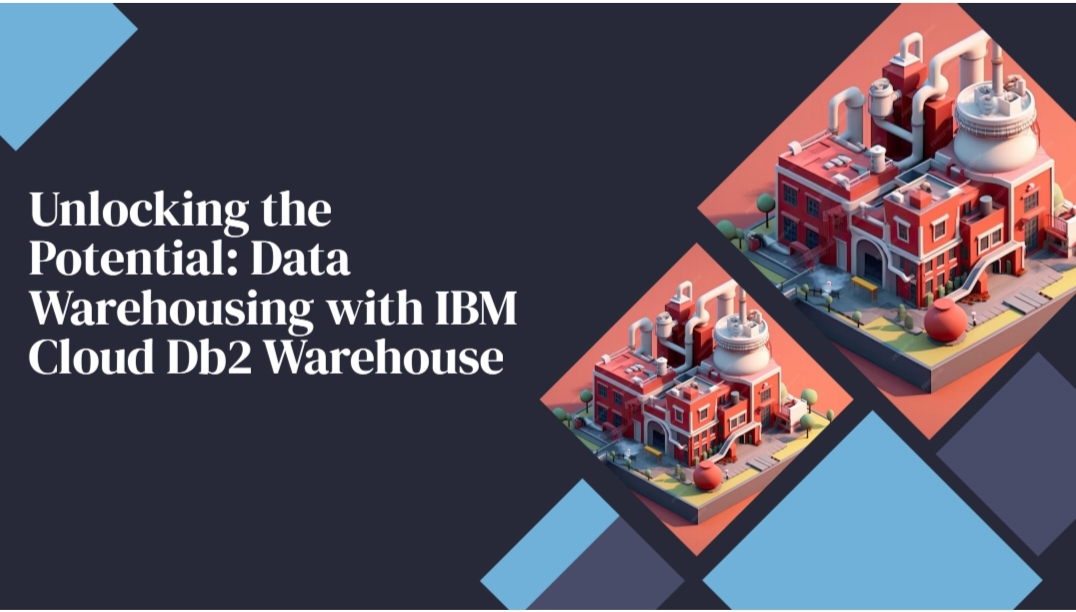 Unlocking the
Potential: Data
Warehousing with IBM
Cloud Db2 Warehouse